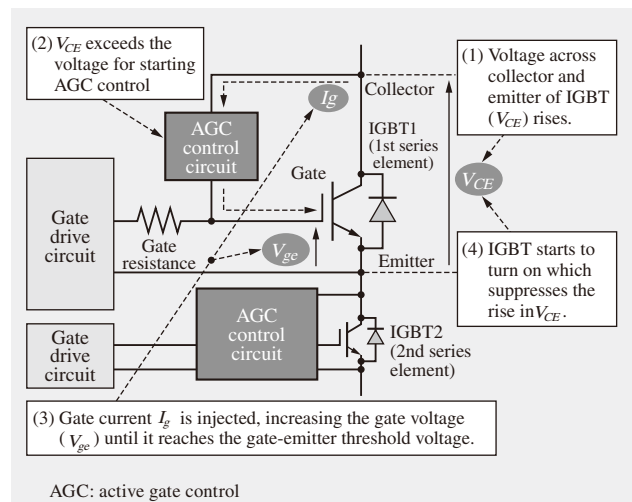 (2) VCE exceeds the
voltage for starting
AGC control
(1) Voltage across
collector and
emitter of IGBT
(VCE) rises.
Collector
Ig
AGC
control
circuit
IGBT1
(1st series
element)
Gate
VCE
Gate
drive
circuit
Gate
resistance
Vge
Emitter
(4) IGBT starts to
turn on which
suppresses the
rise inVCE.
AGC
control
circuit
Gate
drive
circuit
IGBT2
(2nd series
element)
(3) Gate current Ig is injected, increasing the gate voltage
(Vge) until it reaches the gate-emitter threshold voltage.
AGC: active gate control